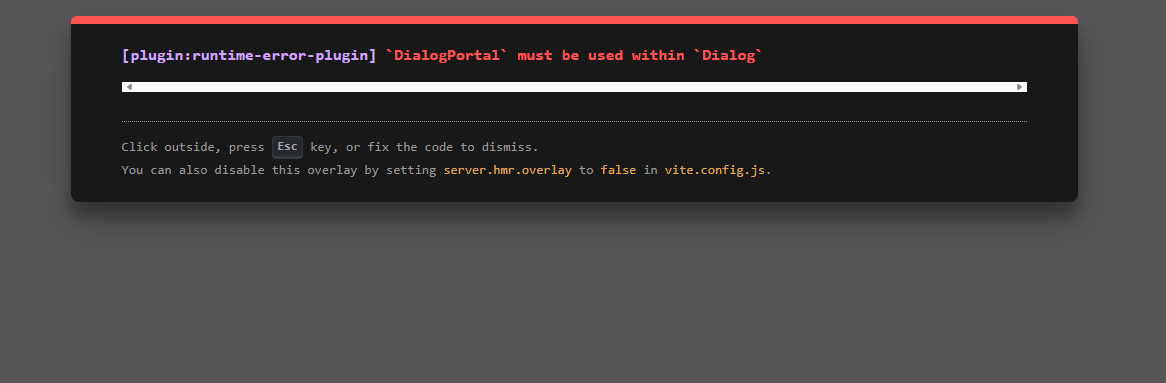 [plugin:runtime-error-plugin] `DialogPortal` must be used within `Dialog`
Click outside, press Esc key, or fix the code to dismiss.
You can also disable this overlay by setting server.hmr.overlay to false in vite.config.js.